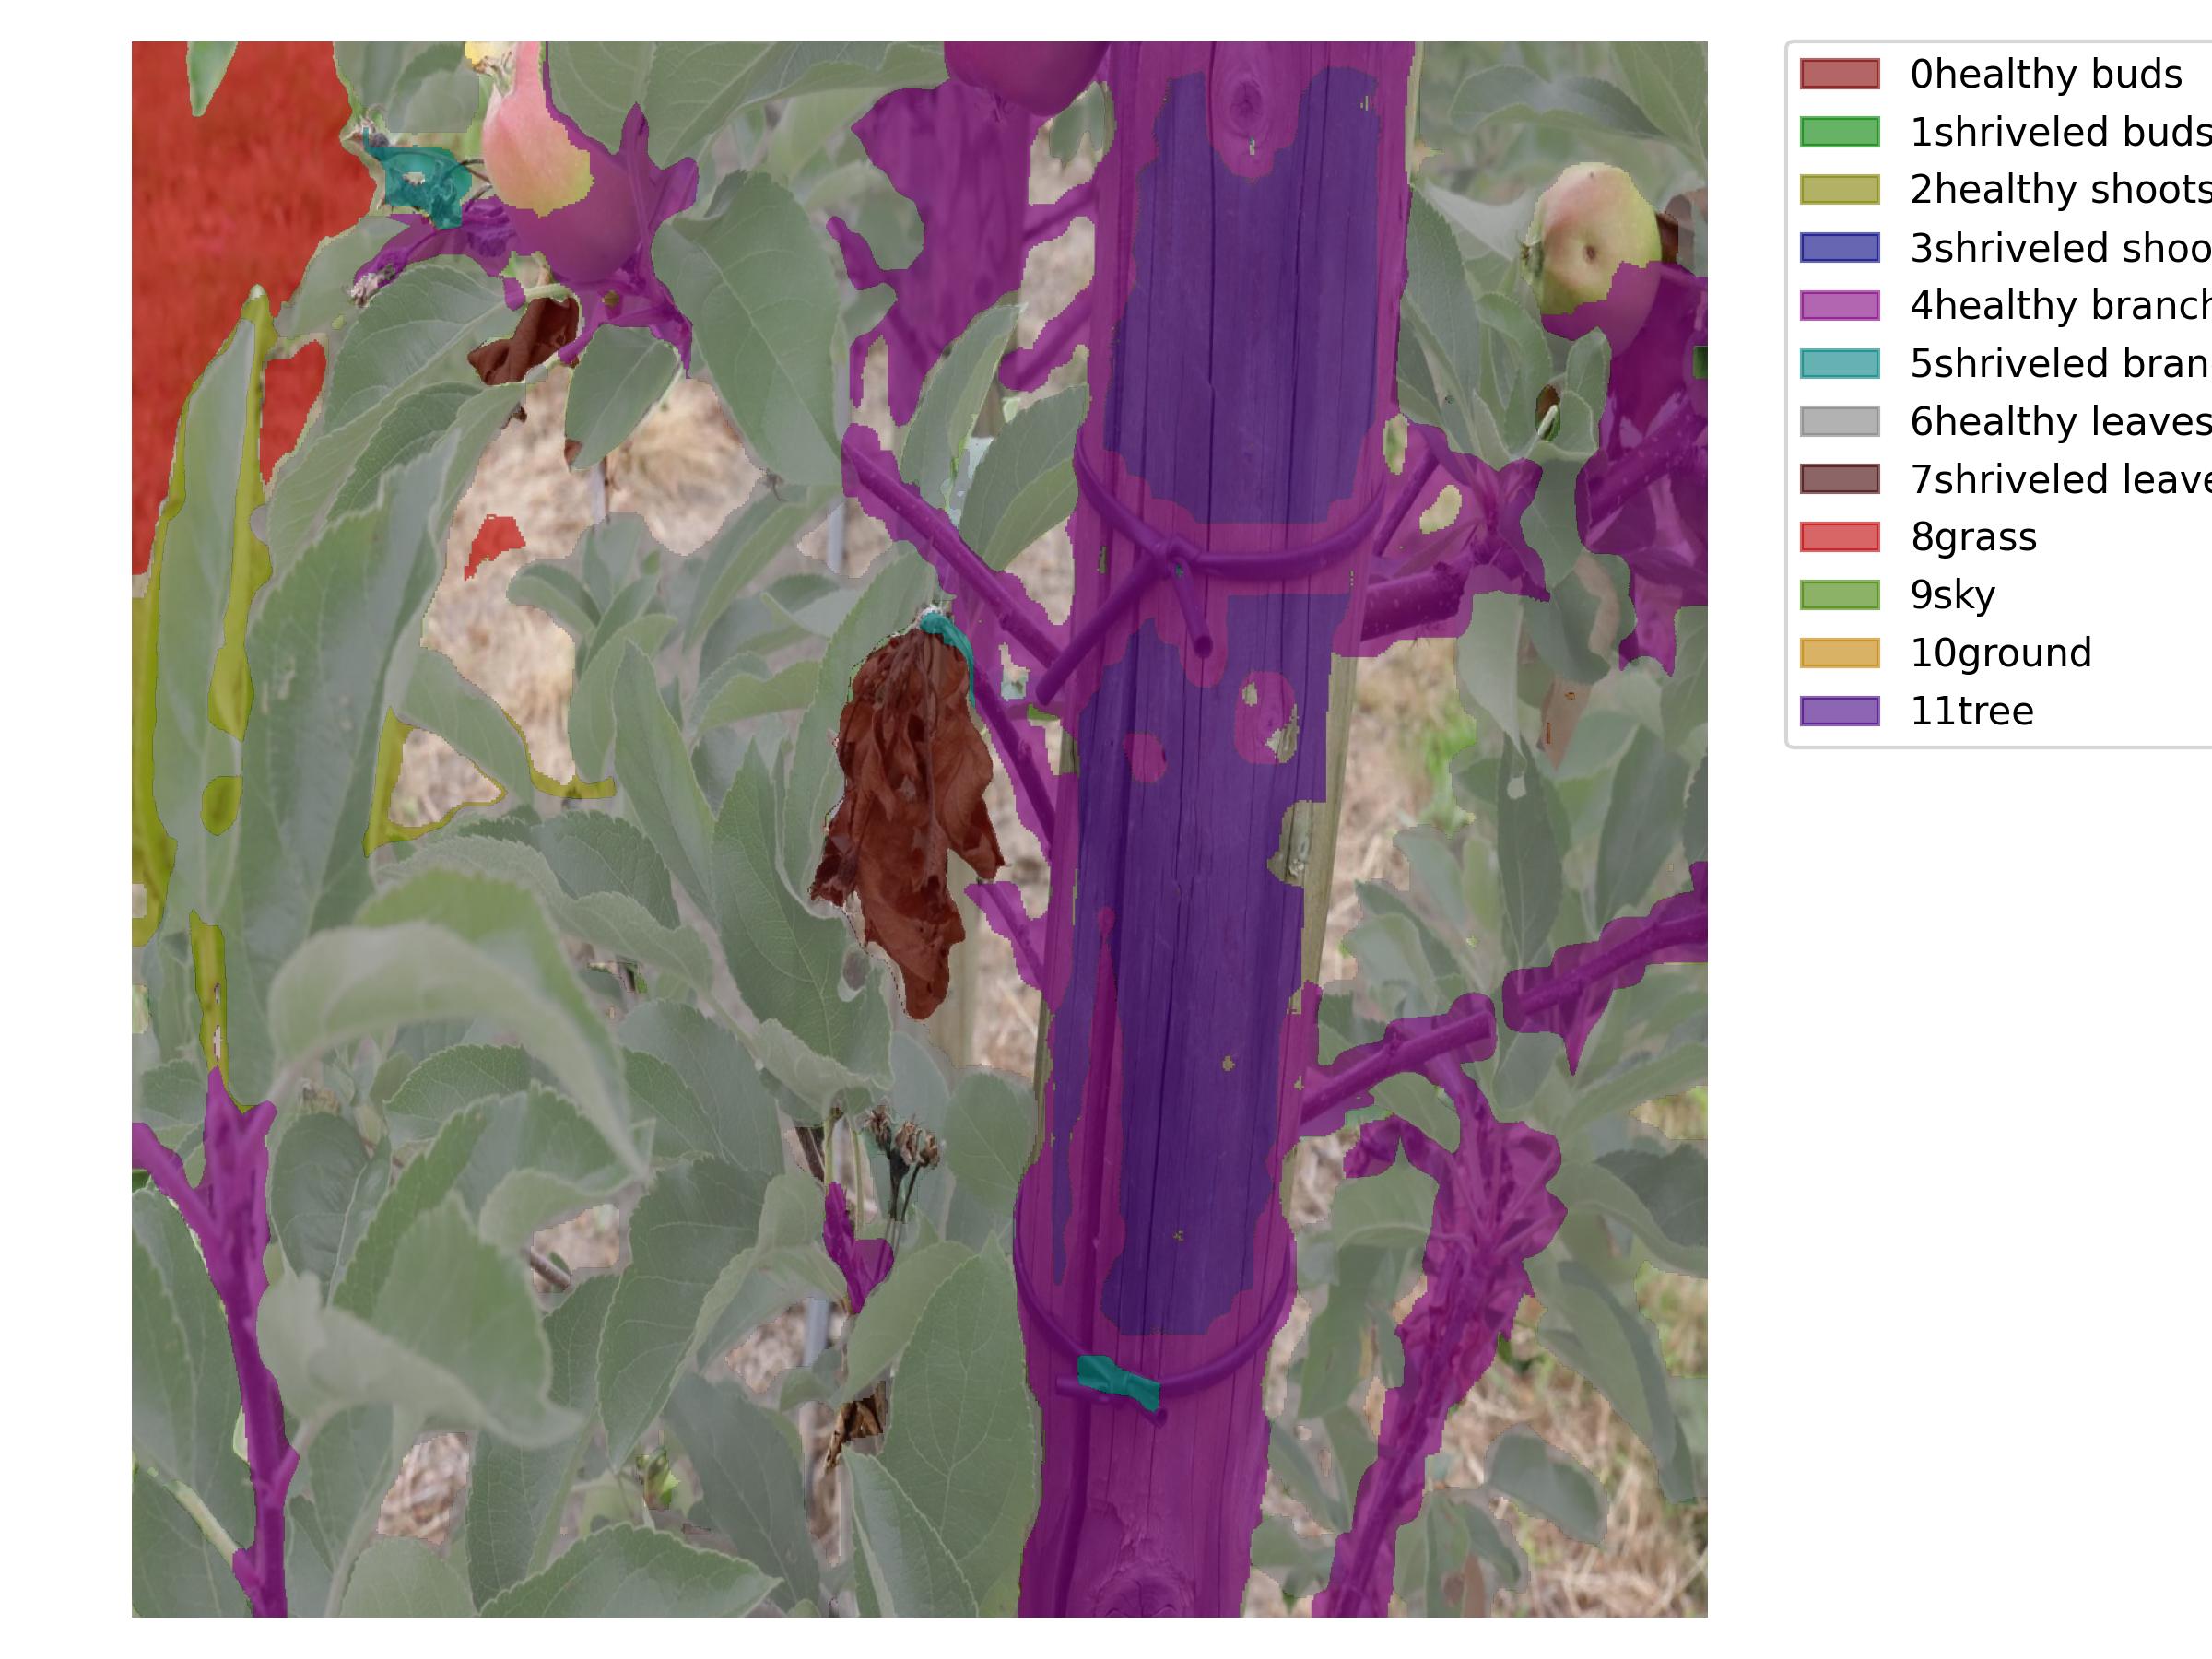 0healthy buds
1shriveled buds
2healthy shoots
3shriveled shoo
4healthy branch
5shriveled bran
6healthy leaves
7shriveled leave
8grass
9sky
10ground
11tree